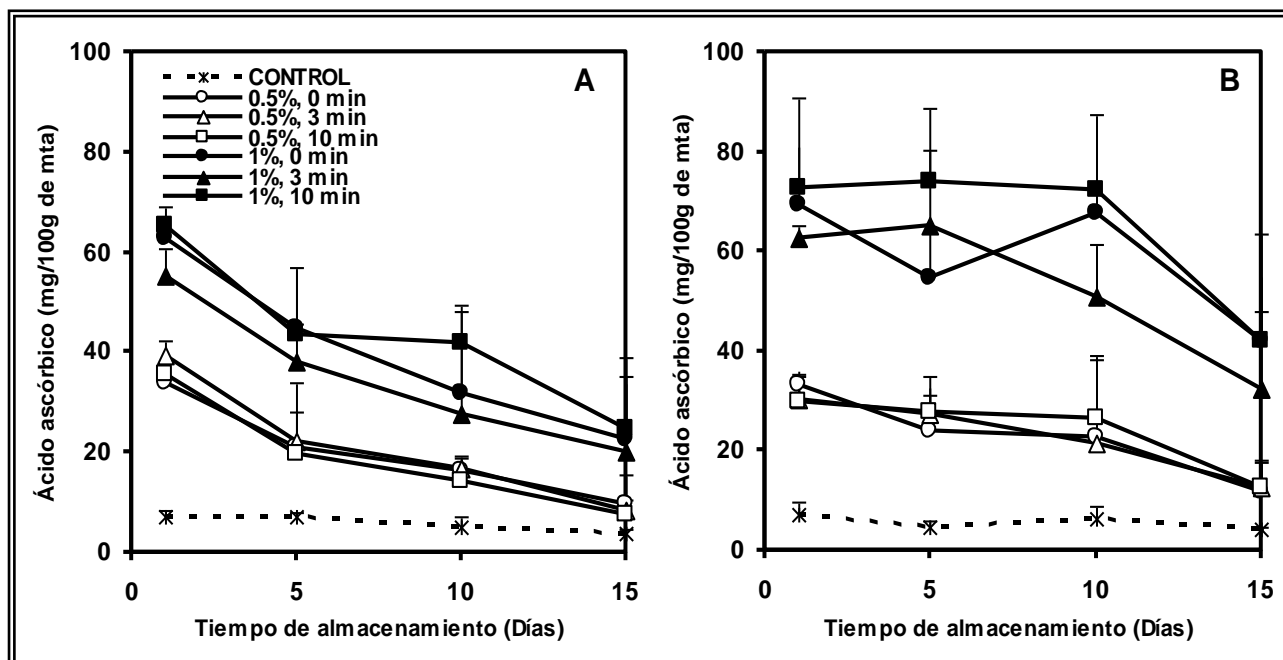 Ácido ascórbico (mg/100g de mta)
100
80
60
40
20
0
A
CONTROL
0.5%, 0 min
0.5%, 3 min
0.5%, 10 min
1%, 0 min
1%, 3 min
1%, 10 min
0 5 10 15
Tiempo de almacenamiento (Días)
Ácido ascórbico (mg/100g de mta)
100
80
60
40
20
0
B
0 5 10 15
Tiempo de almacenamiento (Días)